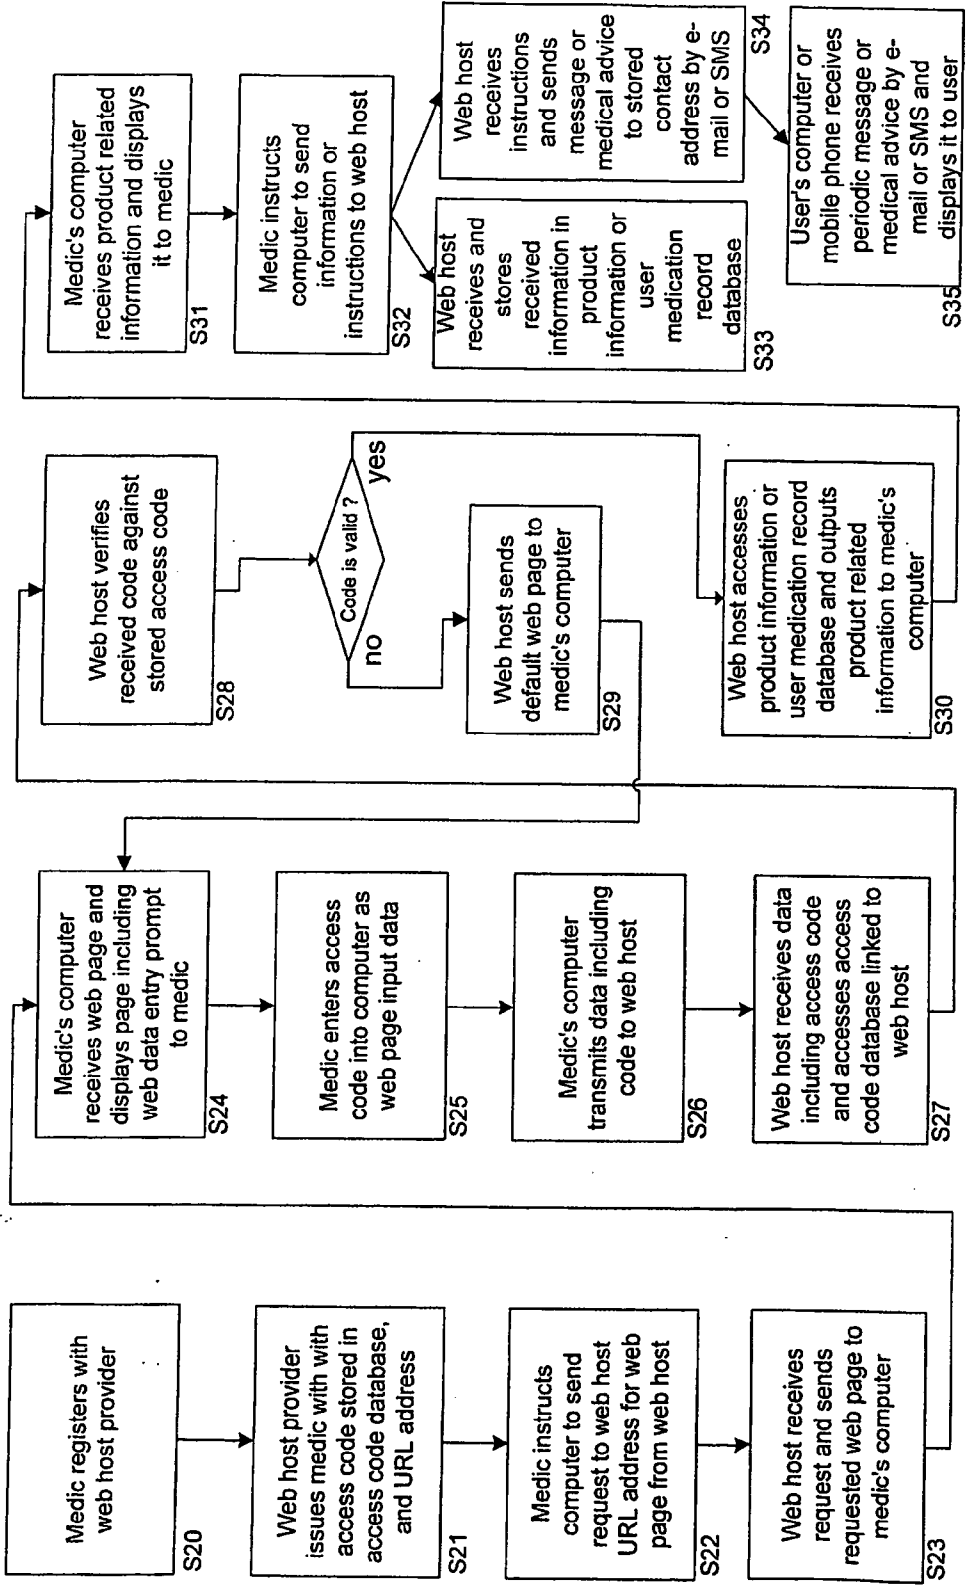 Medic registers with
web host provider
S20
Web host provider
issues medic with with
access code stored in
access code database,
and URL address
S21
Medic instructs
computer to send
request to web host
URL address for web
page from web host
S22
Web host receives
request and sends
requested web page to
medic's computer
S23
Medic's computer
receives web page and
displays page including
web data entry prompt
to medic
S24
Medic enters access
code into computer as
web page input data
S25
Medic's computer
transmits data including
code to web host
S26
Web host receives data
including access code
and accesses access
code database linked to
web host
S27
Web host verifies
received code against
stored access code
S28
Code is valid ?
no
yes
Web host sends
default web page to
medic's computer
S29
Web host accesses
product information or
user medication record
database and outputs
product related
information to medic's
computer
S30
Medic's computer
receives product related
information and displays
it to medic
S31
Medic instructs
computer to send
information or
instructions to web host
S32
Web host
receives and
stores
received
information in
product
information or
user
medication
record
database
S33
Web host
receives
instructions
and sends
message or
medical advice
to stored
contact
address by e-
mail or SMS
S34
User's computer or
mobile phone receives
periodic message or
medical advice by e-
mail or SMS and
displays it to user
S35